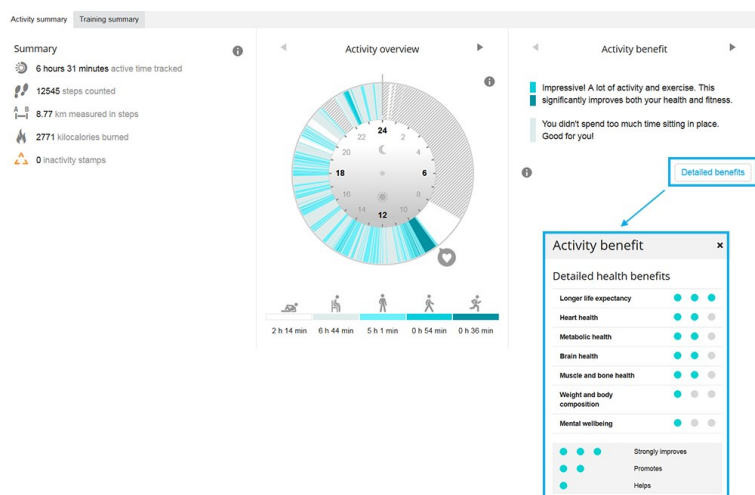 Activity summary
Training summary
Summary
6 hours 31 minutes active time tracked
12545 steps counted
A B
8.77 km measured in steps
2771 kilocalories burned
0 inactivity stamps
Activity overview
24
22
2
20
4
18
6
16
8
14
10
12
2 h 14 min
6 h 44 min
5 h 1 min
0 h 54 min
0 h 36 min
Activity benefit
Impressive! A lot of activity and exercise. This
significantly improves both your health and fitness.
You didn't spend too much time sitting in place.
Good for you!
Detailed benefits
Activity benefit
×
Detailed health benefits
Longer life expectancy
Heart health
Metabolic health
Brain health
Muscle and bone health
Weight and body
composition
Mental wellbeing
Strongly improves
Promotes
Helps